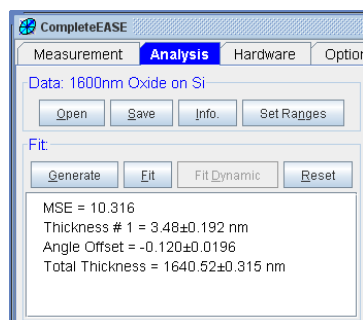 CompleteEASE
Measurement Analysis Hardware Option
Data: 1600nm Oxide on Si
Open Save Info. Set Ranges
Fit:
Generate Fit Fit Dynamic Reset
MSE = 10.316
Thickness # 1 = 3.48±0.192 nm
Angle Offset = -0.120±0.0196
Total Thickness = 1640.52±0.315 nm